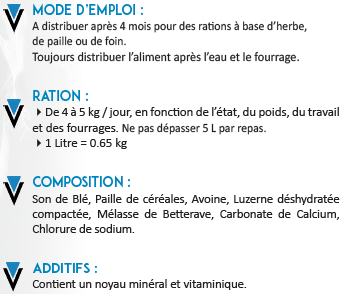 MODE D'EMPLOI :
A distribuer après 4 mois pour des rations à base d'herbe,
de paille ou de foin.
Toujours distribuer l'aliment après l'eau et le fourrage.
RATION :
De 4 à 5 kg / jour, en fonction de l'état, du poids, du travail
et des fourrages. Ne pas dépasser 5 L par repas.
1 Litre = 0.65 kg
COMPOSITION :
Son de Blé, Paille de céréales, Avoine, Luzerne déshydratée
compactée, Mélasse de Betterave, Carbonate de Calcium,
Chlorure de sodium.
ADDITIFS :
Contient un noyau minéral et vitaminique.